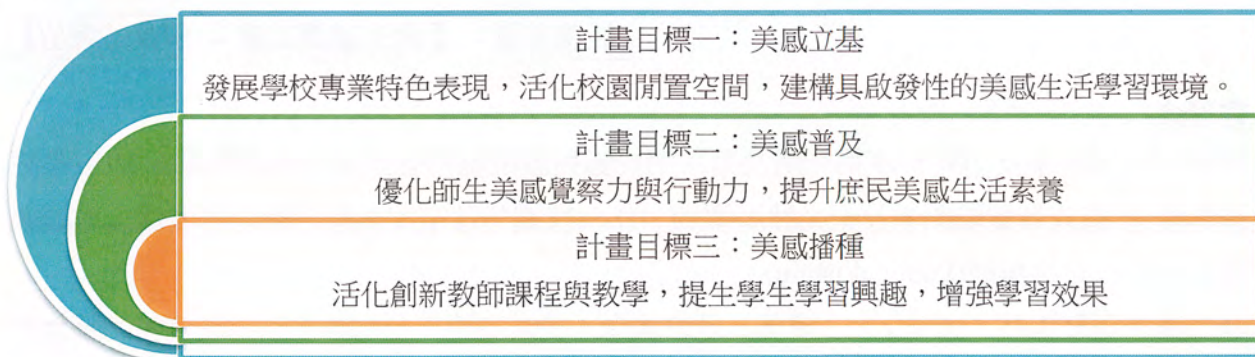 計畫目標一：美感立基
發展學校專業特色表現，活化校園閒置空間，建構具啟發性的美感生活學習環境。
計畫目標二：美感普及
優化師生美感覺察力與行動力，提升庶民美感生活素養
計畫目標三：美感播種
活化創新教師課程與教學，提生學生學習興趣，增強學習效果